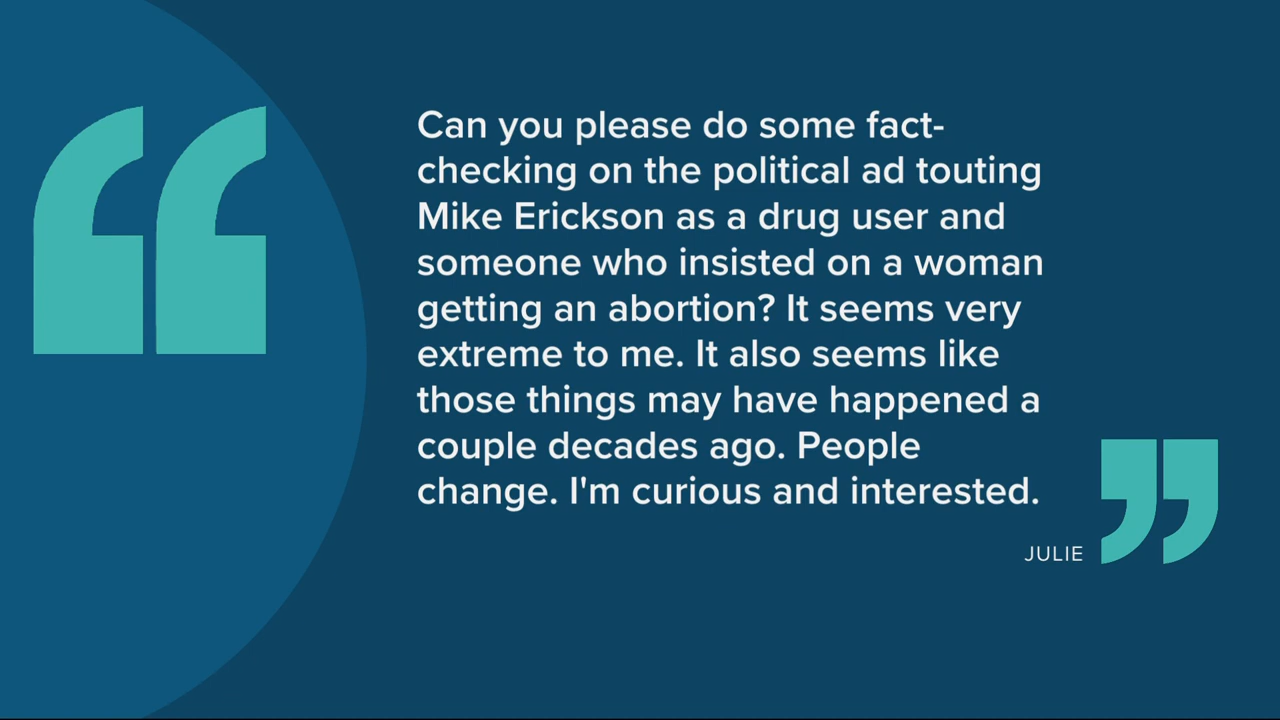 Can you please do some fact-
checking on the political ad touting
Mike Erickson as a drug user and
someone who insisted on a woman
getting an abortion? It seems very
extreme to me. It also seems like
those things may have happened a
couple decades ago. People
change. I'm curious and interested.
JULIE